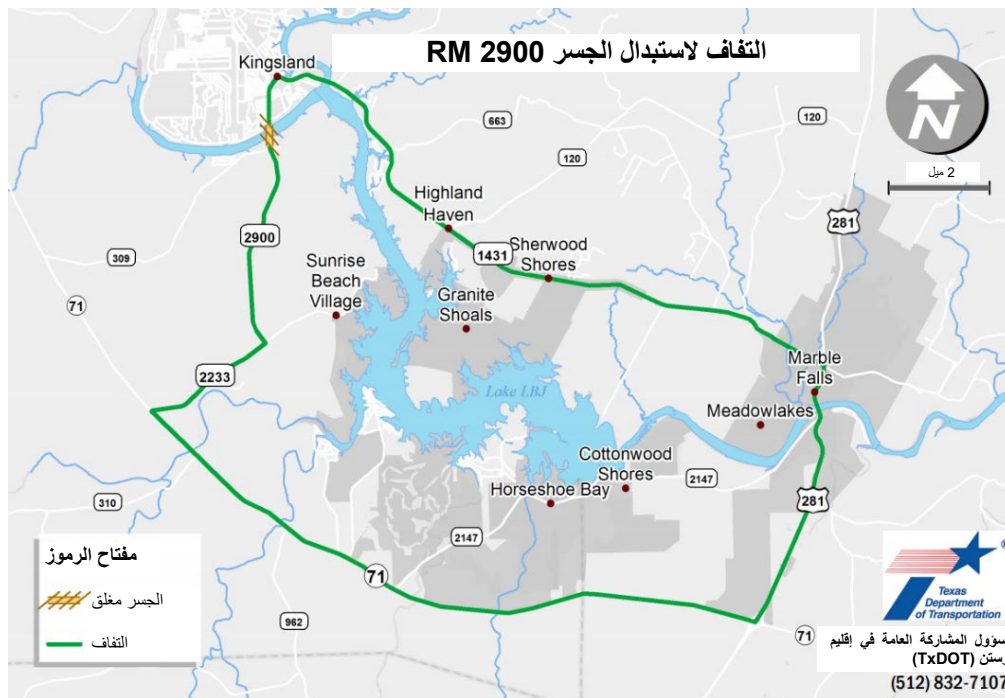 التفاف لاستبدال الجسر RM 2900
Kingsland
663
120
120
2 ميل
Highland
Haven
281
2900
1431
Sherwood
Shores
309
Sunrise
Beach
Village
Granite
Shoals
71
Marble
Falls
2233
Lake LBJ
Meadowlakes
Cottonwood
Shores
2147
310
Horseshoe Bay
281
2147
مفتاح الرموز
الجسر مغلق
التفاف
71
962
71
Texas
Department
of Transportation
®
سؤول المشاركة العامة في إقليم
وستن (TxDOT)
(512) 832-7107
N